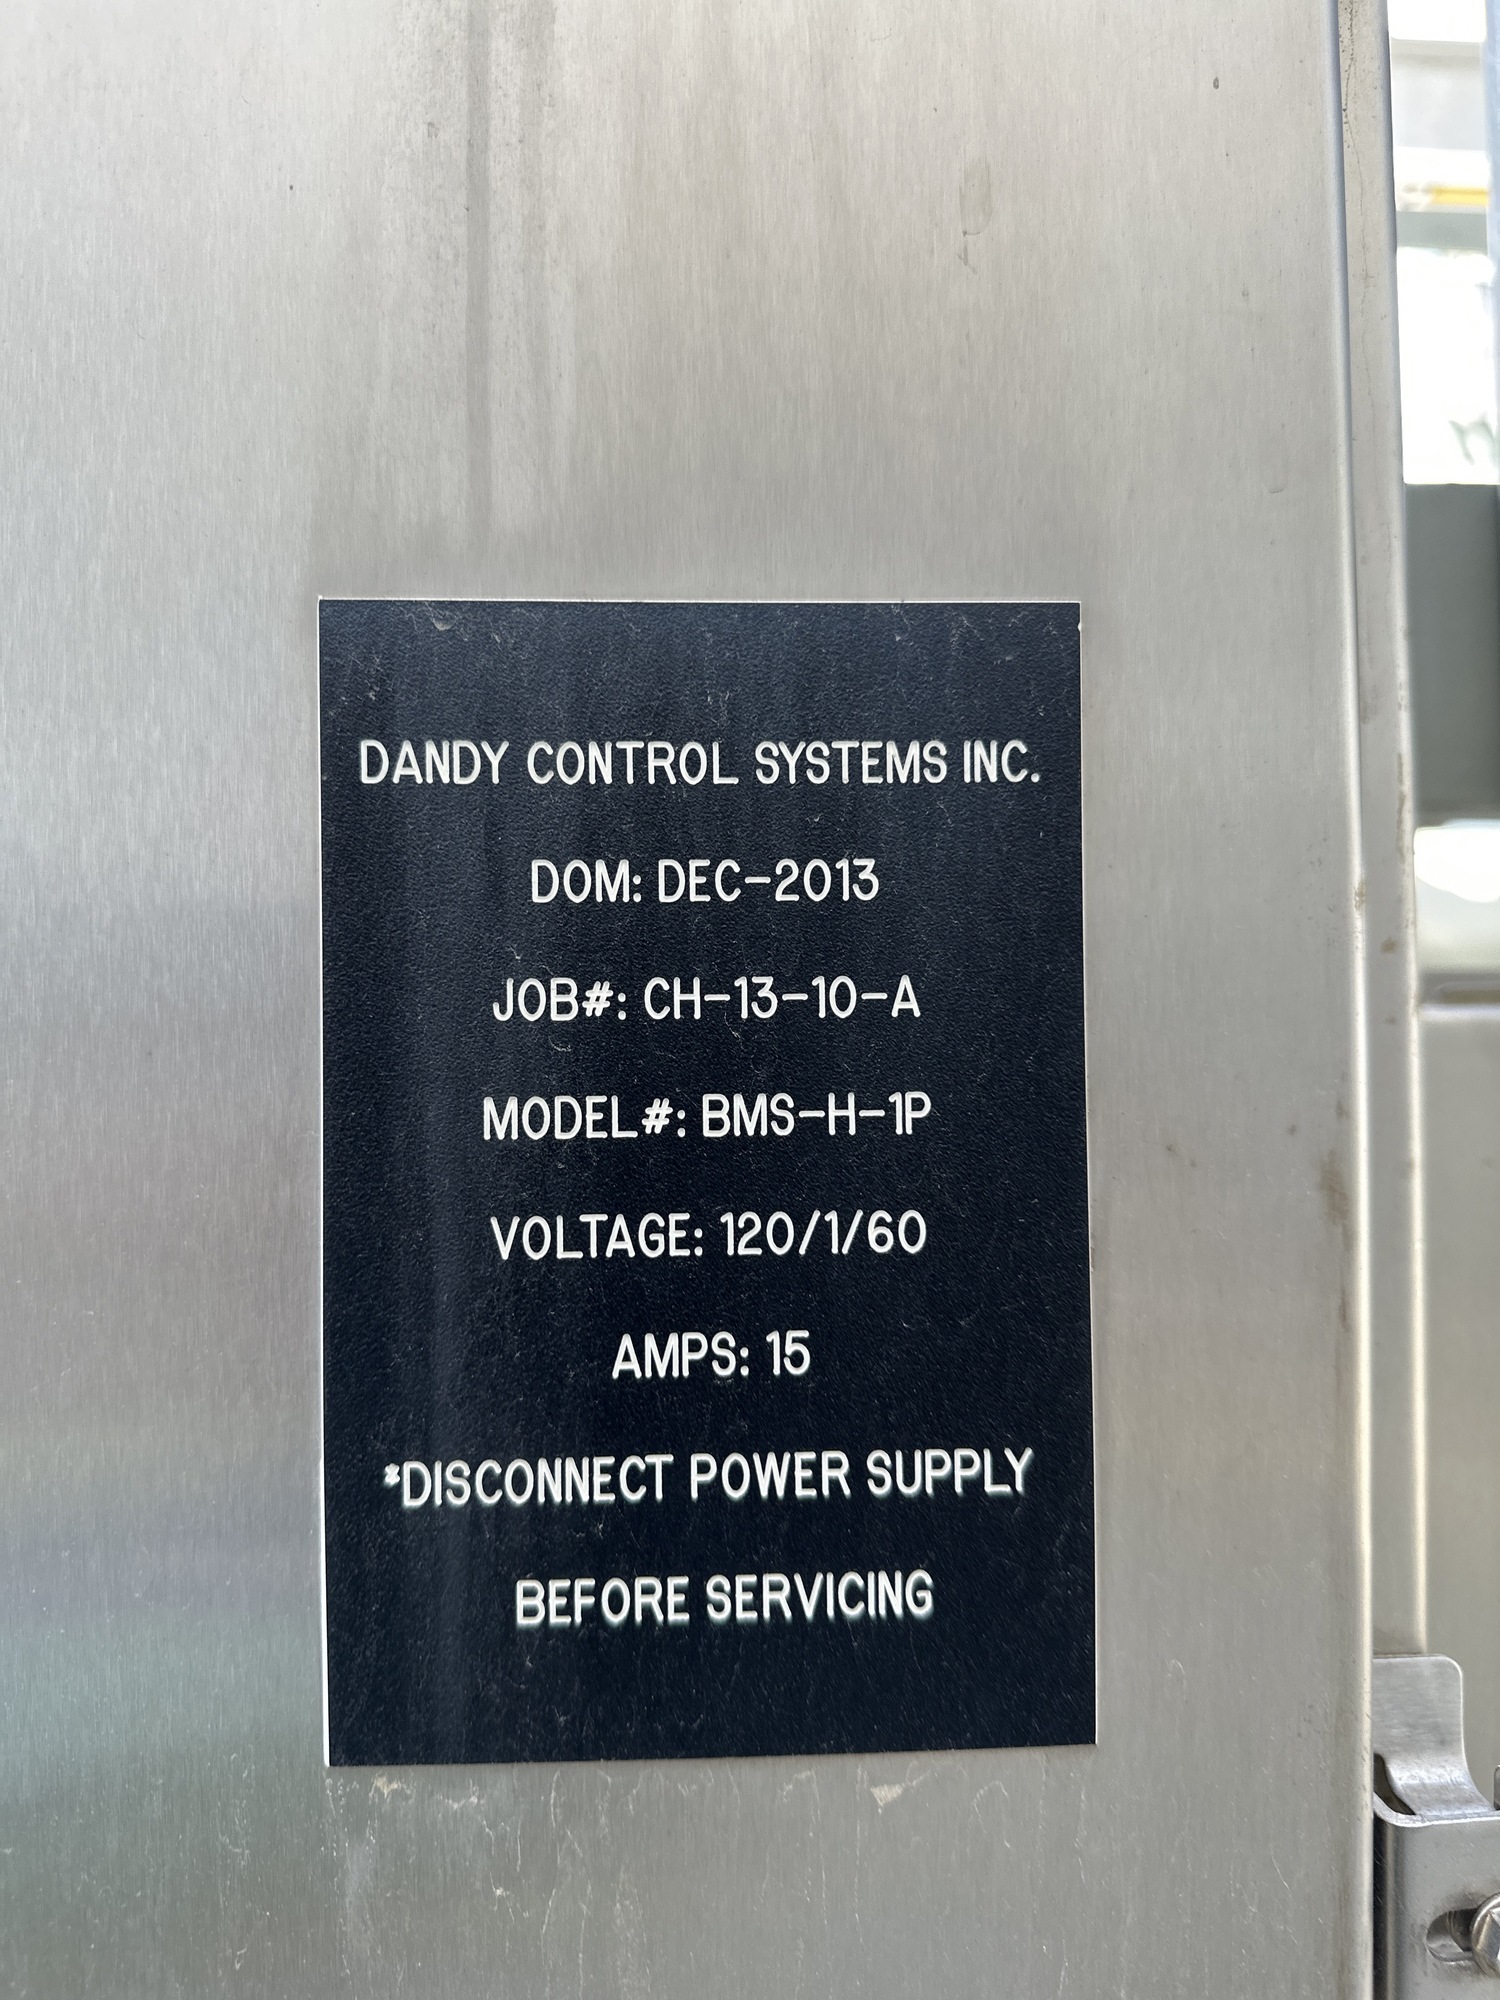 DANDY CONTROL SYSTEMS INC.
DOM: DEC-2013
JOB#: CH-13-10-A
MODEL#: BMS-H-1P
VOLTAGE: 120/1/60
AMPS: 15
*DISCONNECT POWER SUPPLY
BEFORE SERVICING